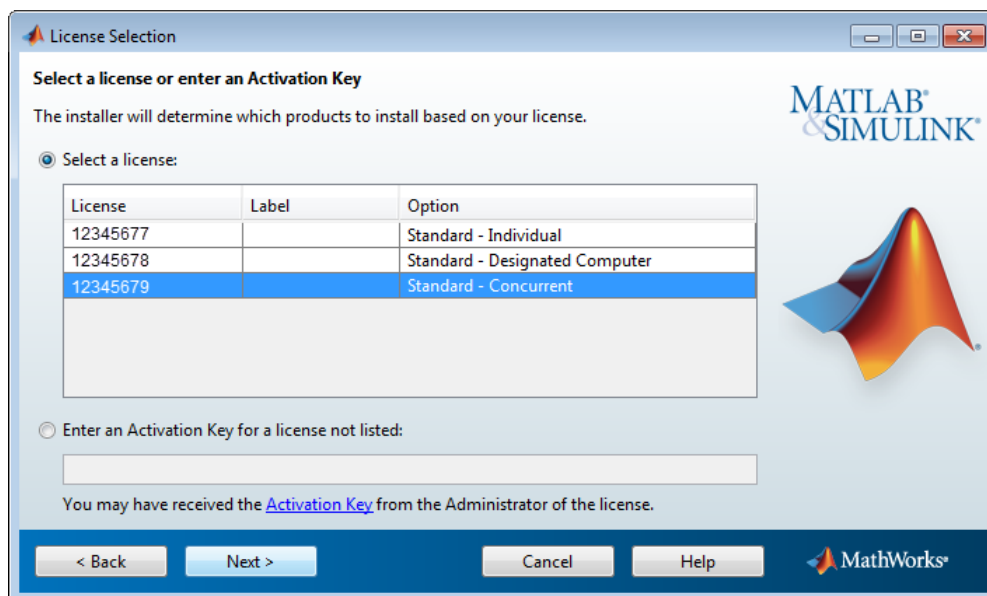 License Selection
Select a license or enter an Activation Key
The installer will determine which products to install based on your license.
MATLAB®
&SIMULINK®
Select a license:
License Label Option
12345677 Standard - Individual
12345678 Standard - Designated Computer
12345679 Standard - Concurrent
®
Enter an Activation Key for a license not listed:
You may have received the Activation Key from the Administrator of the license.
< Back Next > Cancel Help MathWorks®